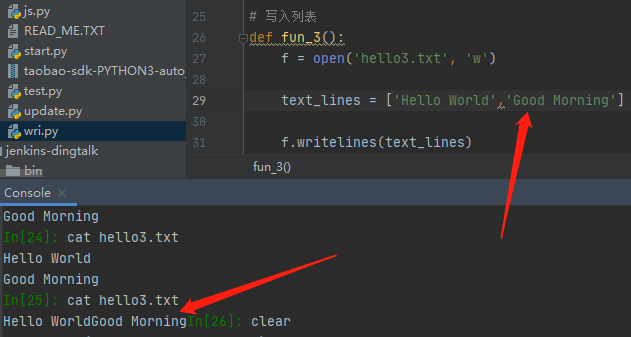 js.py
READ_ME.TXT
start.py
taobao-sdk-PYTHON3-auto_
test.py
update.py
wri.py
jenkins-dingtalk
bin
25
26
27
28
29
30
31
# 写入列表
def fun_3():
f = open('hello3.txt', 'w')
text_lines = ['Hello World','Good Morning']
f.writelines(text_lines)
fun_3()
Console ×
Good Morning
In[24]: cat hello3.txt
Hello World
Good Morning
In[25]: cat hello3.txt
Hello WorldGood MorningIn[26]: clear